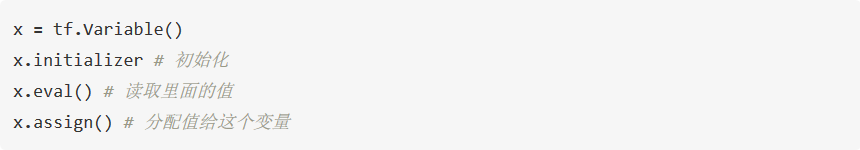 x = tf.Variable()
x.initializer # 初始化
x.eval() # 读取里面的值
x.assign() # 分配值给这个变量